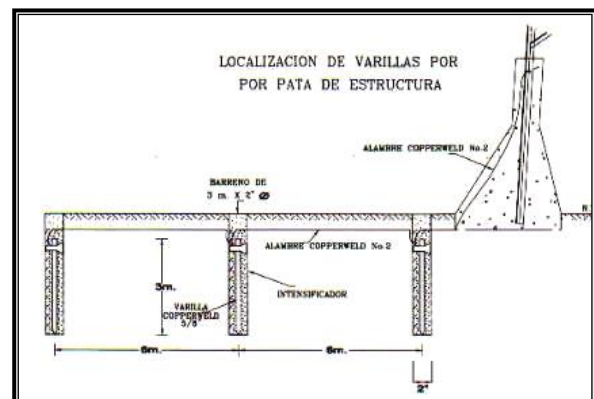 LOCALIZACION DE VARILLAS POR
POR PATA DE ESTRUCTURA
ALAMBRE COPPERWELD No.2
BARRENO DE
3 m. X 2" Ø
N.
ALAMBRE COPPERWELD No.2
3m.
INTENSIFICADOR
VARILLA
COPPERWELD
5/8"
6m.
6m.
2"